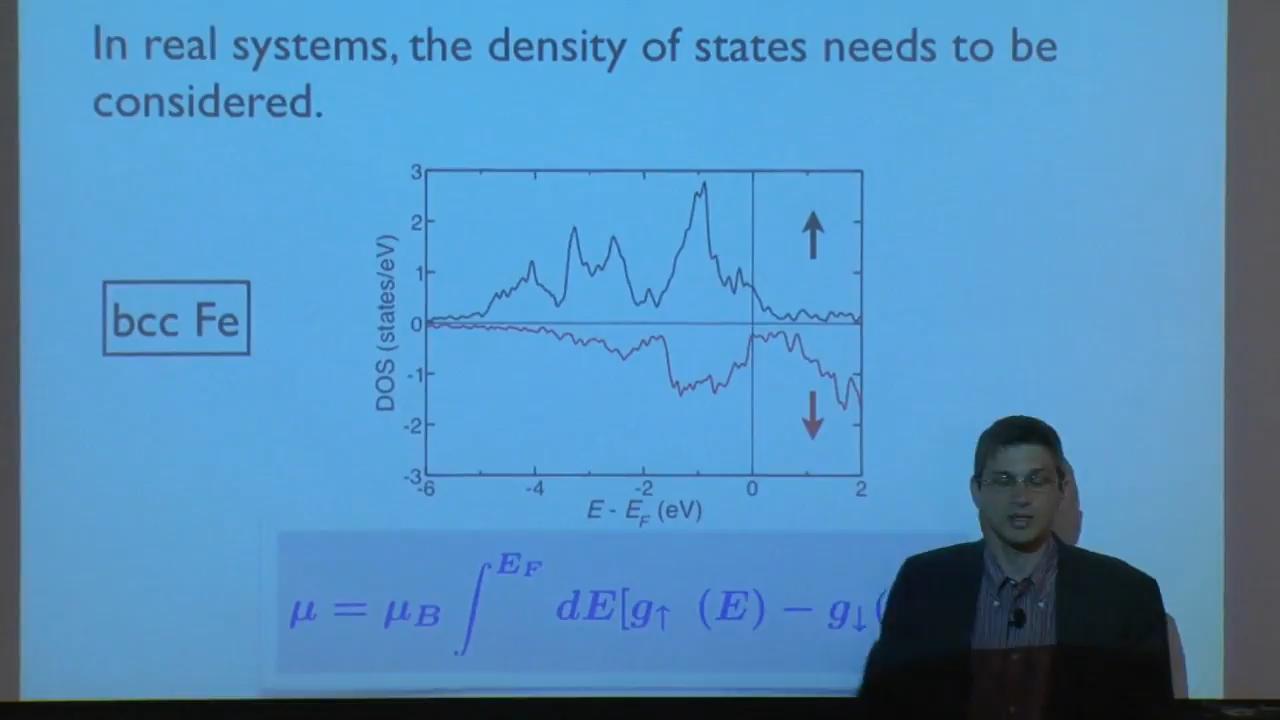 In real systems, the density of states needs to be
considered.
bcc Fe
DOS (states/eV)
3
2
1
0
-1
-2
-3
-6 -4 -2 0 2
E - E_F (eV)
μ = μ_B ∫^{E_F} dE[g↑ (E) − g↓(